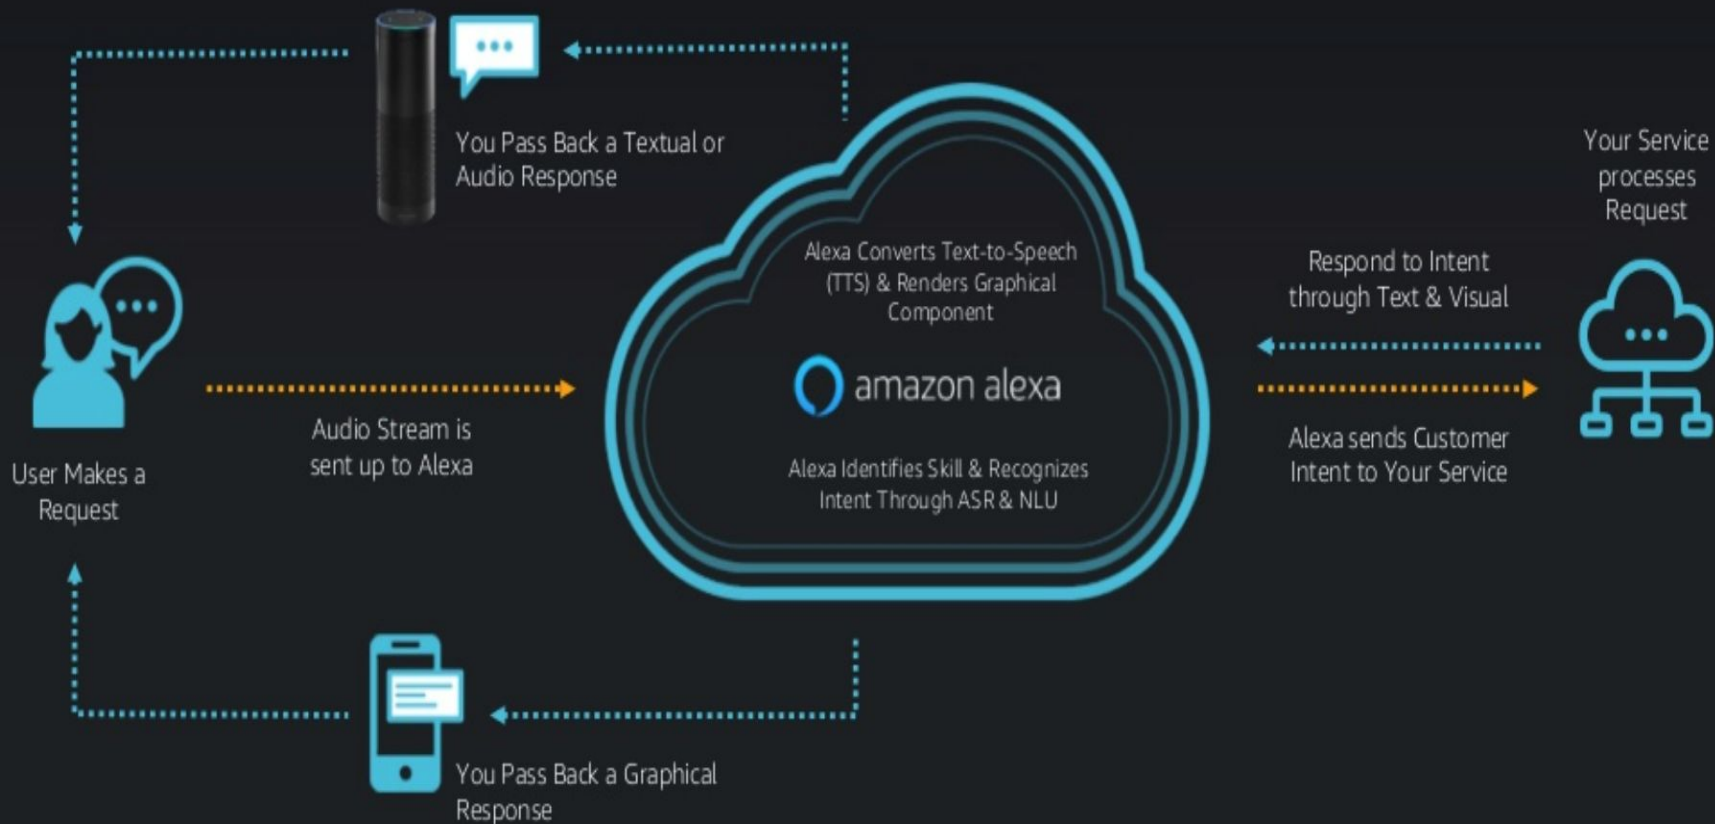 You Pass Back a Textual or
Audio Response
Your Service
processes
Request
Alexa Converts Text-to-Speech
(TTS) & Renders Graphical
Component
Respond to Intent
through Text & Visual
amazon alexa
Audio Stream is
sent up to Alexa
Alexa sends Customer
Intent to Your Service
User Makes a
Request
Alexa Identifies Skill & Recognizes
Intent Through ASR & NLU
You Pass Back a Graphical
Response